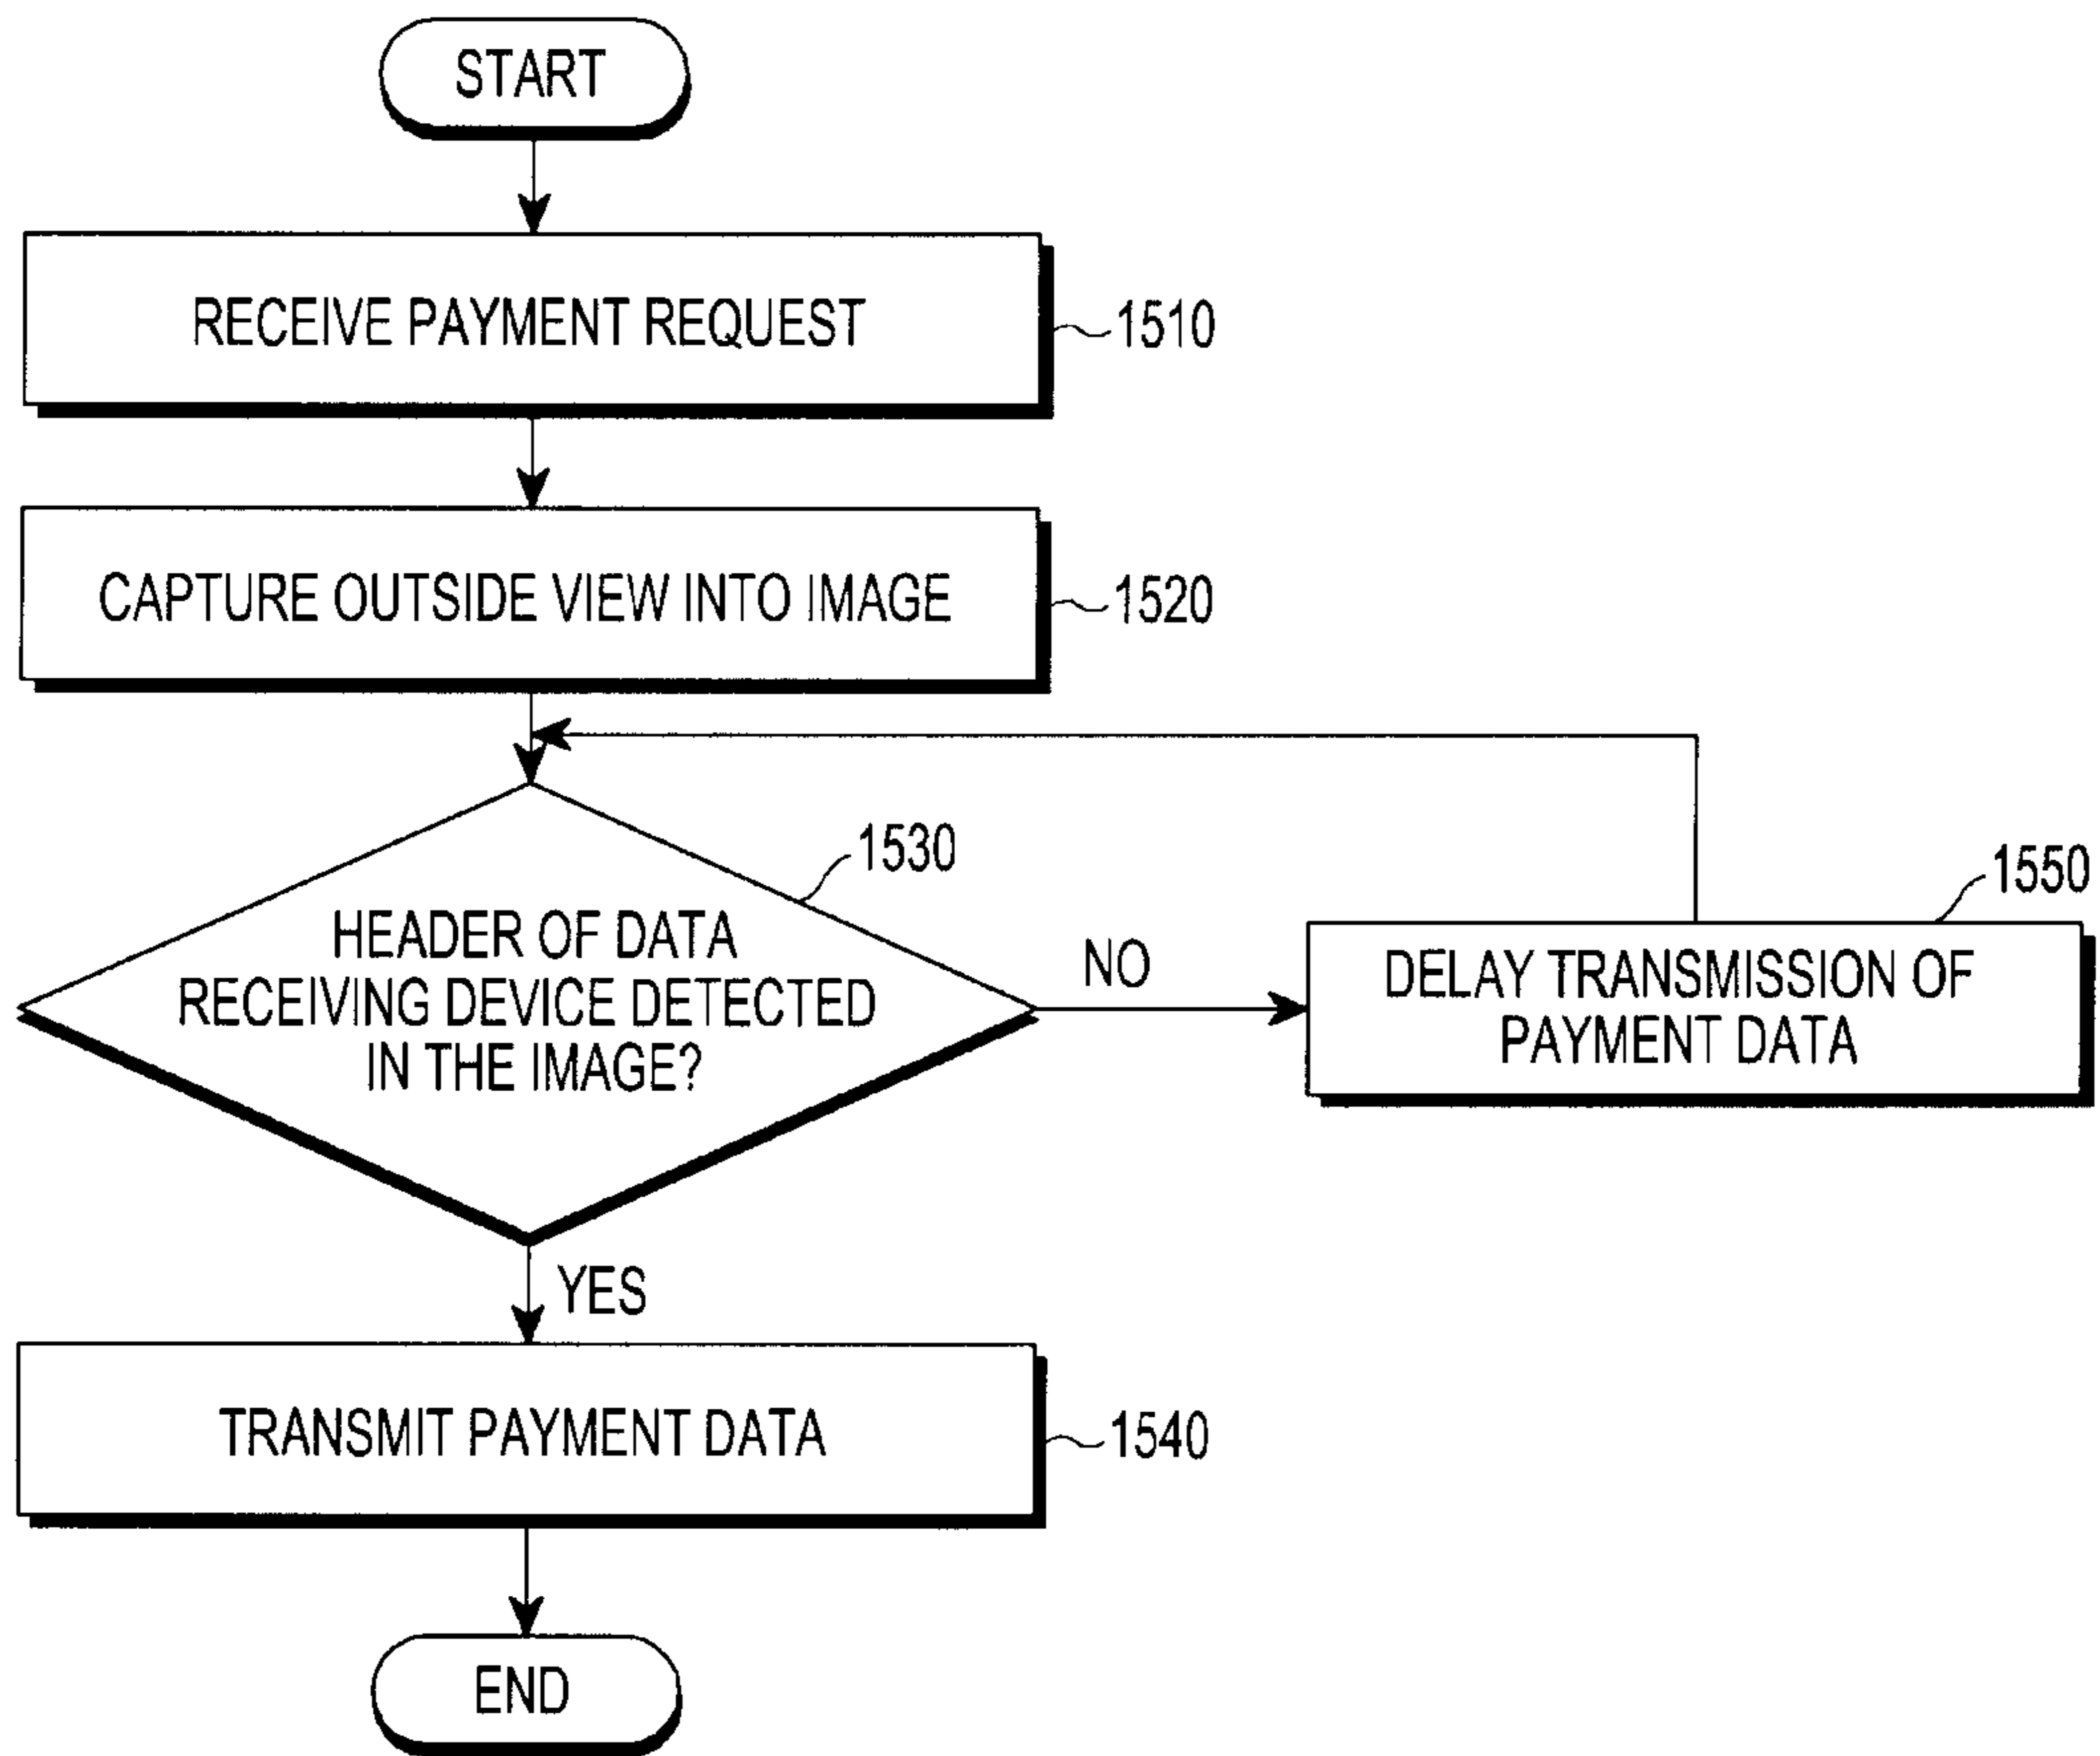 START
RECEIVE PAYMENT REQUEST
1510
CAPTURE OUTSIDE VIEW INTO IMAGE
1520
1530
HEADER OF DATA
RECEIVING DEVICE DETECTED
IN THE IMAGE?
NO
1550
DELAY TRANSMISSION OF
PAYMENT DATA
YES
TRANSMIT PAYMENT DATA
1540
END